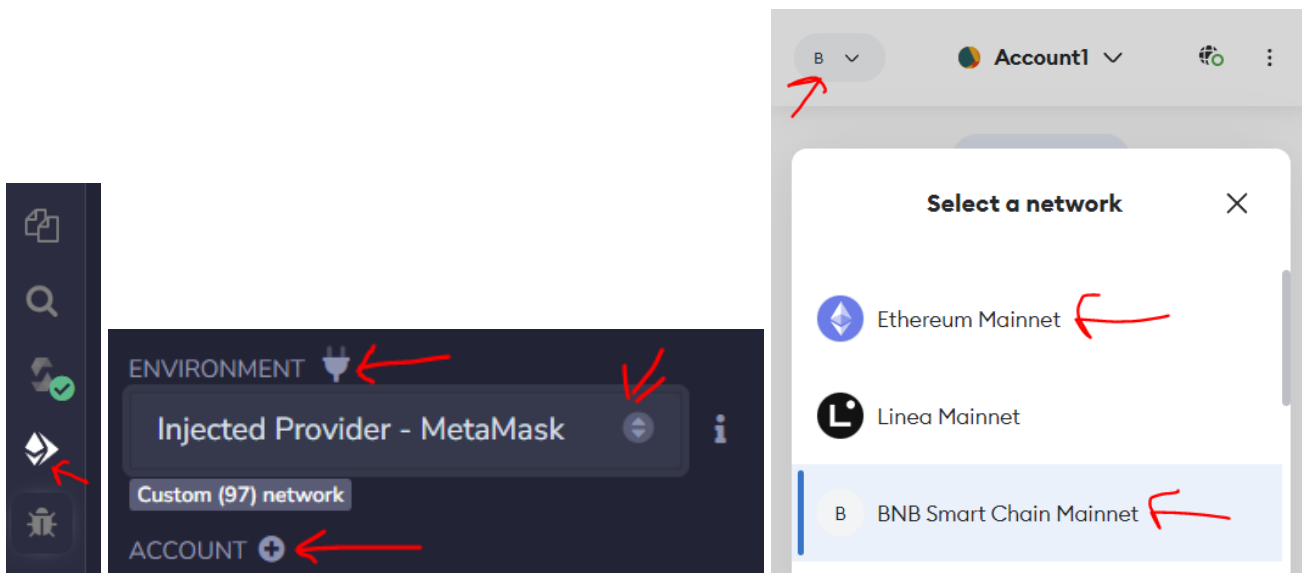 ENVIRONMENT
Injected Provider - MetaMask
i
Custom (97) network
ACCOUNT
B
Account1
Select a network
Ethereum Mainnet
L
Linea Mainnet
B
BNB Smart Chain Mainnet